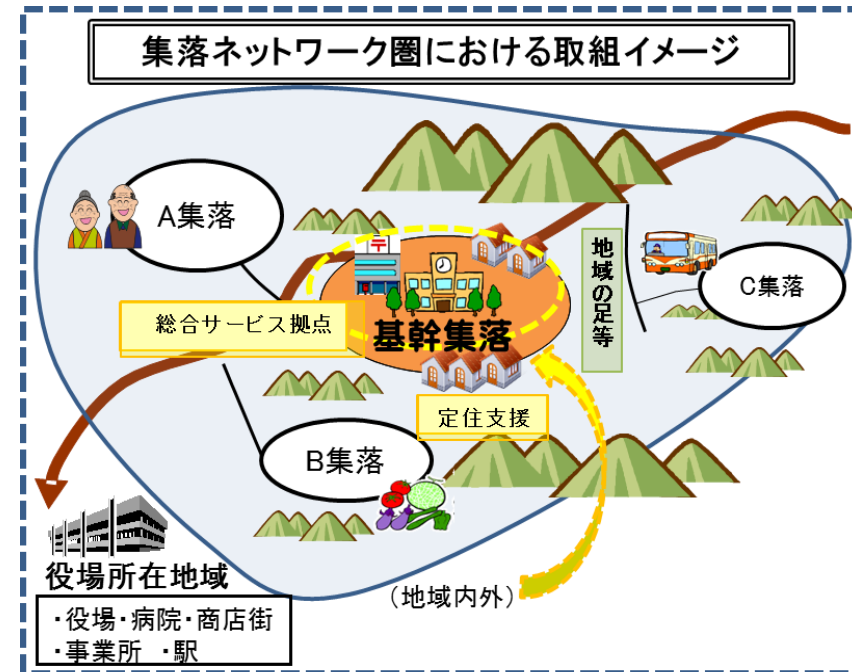 集落ネットワーク圏における取組イメージ
A集落
〒
地域の足等
C集落
総合サービス拠点
基幹集落
定住支援
B集落
役場所在地域
(地域内外)
・役場・病院・商店街
・事業所 ・駅